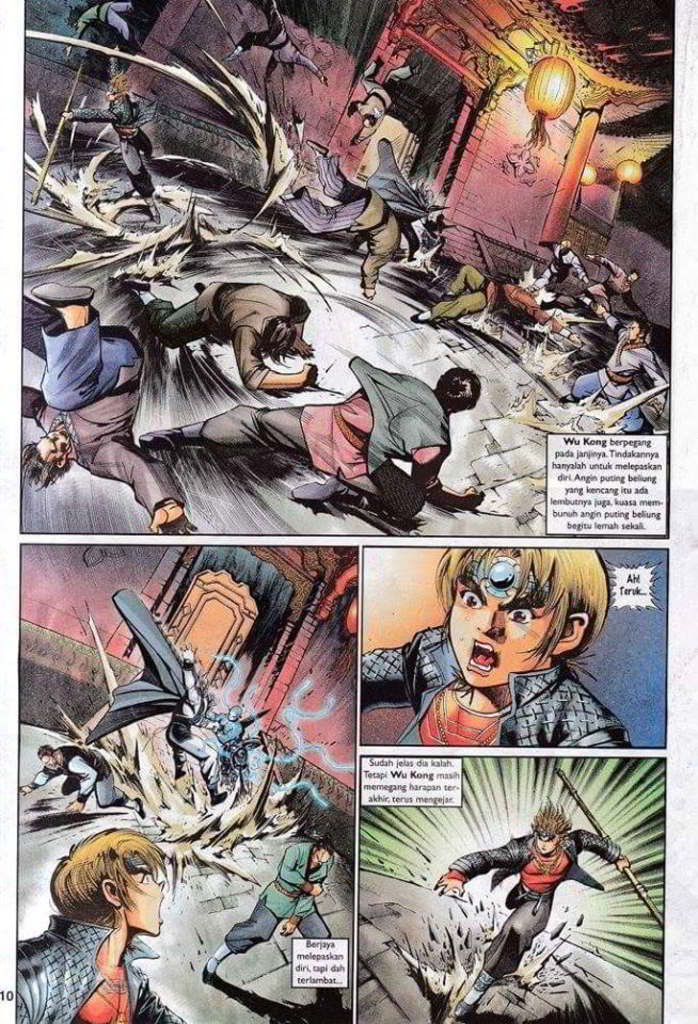 Wu Kong berpegang
pada janjinya. Tindakannya
hanyalah untuk melepaskan
diri. Angin puting beliung
yang kencang itu ada
lembutnya juga, kuasa mem-
bunuh angin puting beliung
begitu lemah sekali.
Ah!
Teruk...
Berjaya
melepaskan
diri, tapi dah
terlambat...
Sudah jelas dia kalah.
Tetapi Wu Kong masih
memegang harapan ter-
akhir, terus mengejar.
10